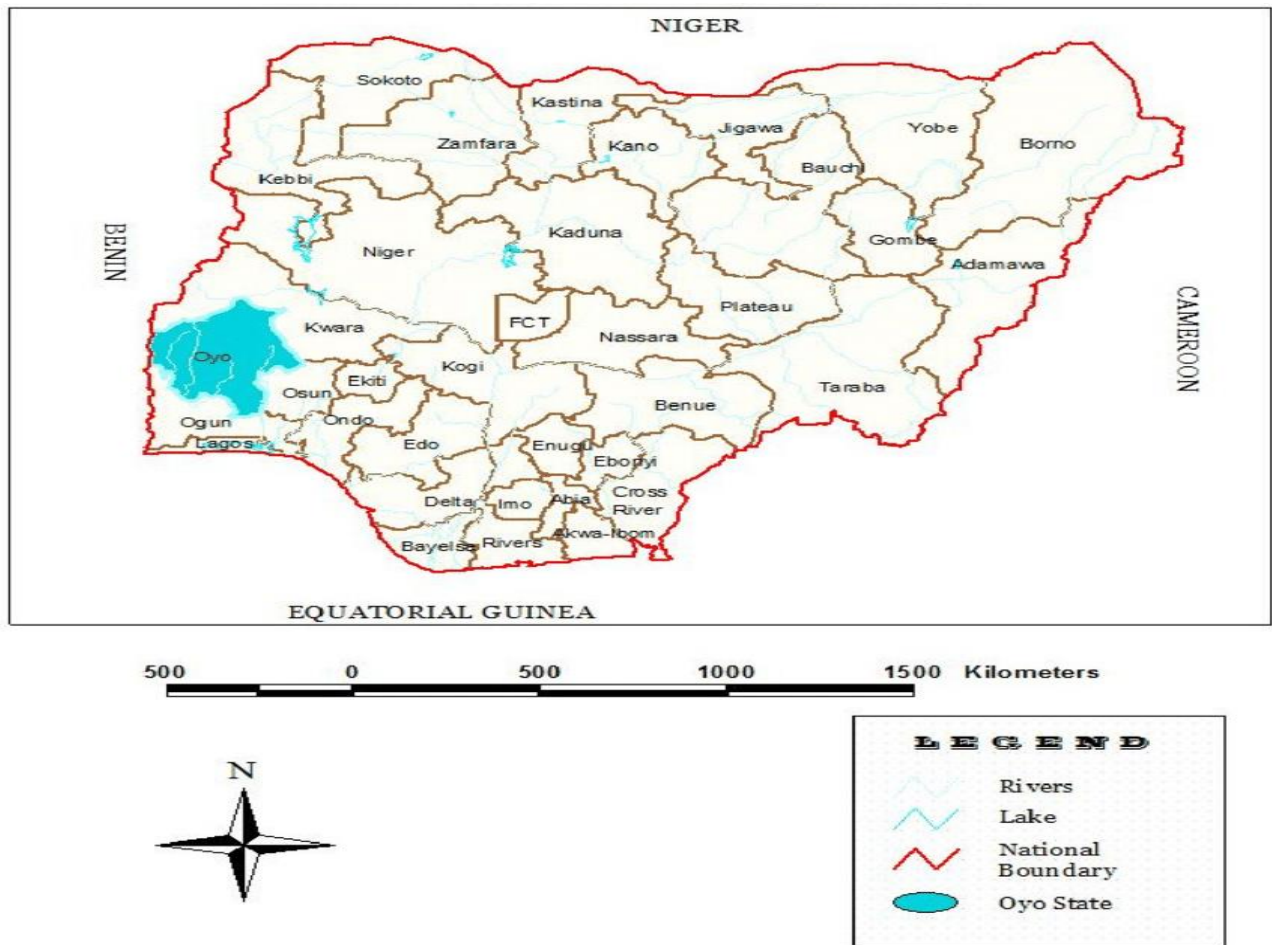 NIGER
Sokoto
Kastina
Zamfara
Kano
Jigawa
Yobe
Borno
Bauchi
Kebbi
BENIN
Niger
Kaduna
Gombe
Adamawa
CAMEROON
Plateau
FCT
Kwara
Nassara
Oyo
Kogi
Ekiti
Osun
Taraba
Benue
Ogun
Ondo
Lagos
Edo
Enugu
Ebonyi
Delta
Imo
Abia
Cross
River
Akwa-Ibom
Bayelsa
Rivers
EQUATORIAL GUINEA
500 0 500 1000 1500 Kilometers
N
LEGEND
Rivers
Lake
National
Boundary
Oyo State